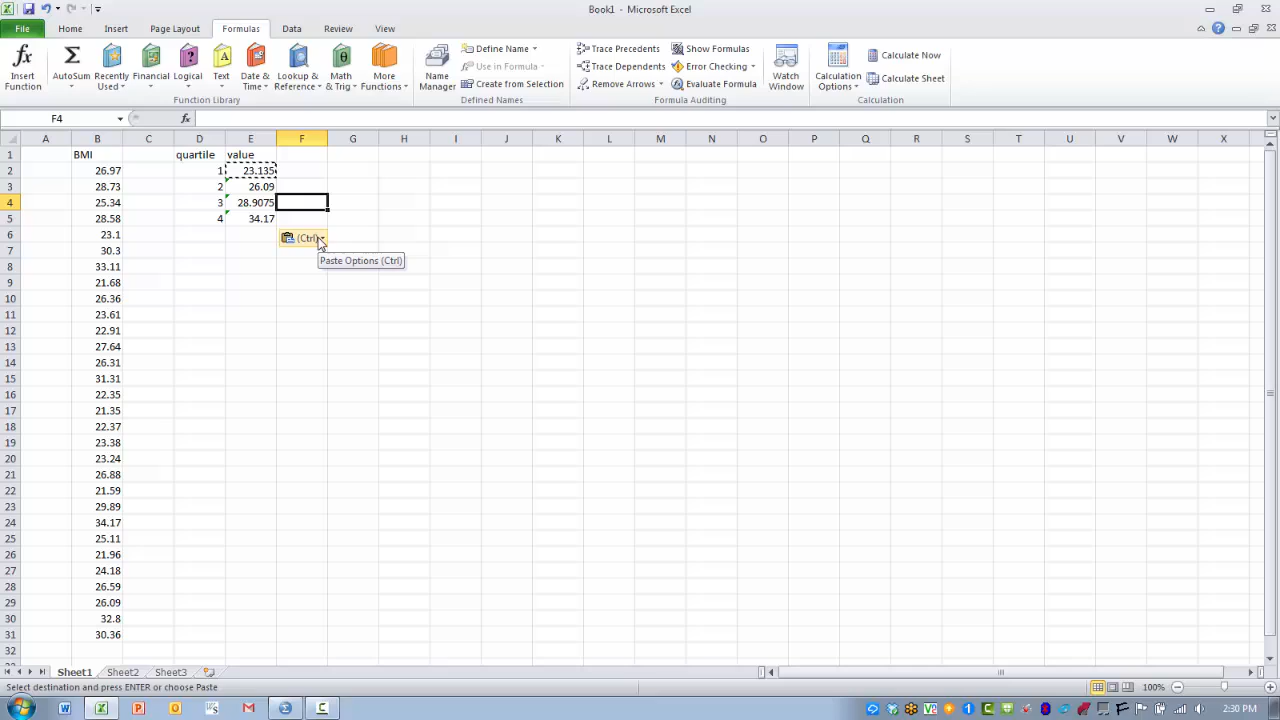 Book1 - Microsoft Excel
File Home Insert Page Layout Formulas Data Review View
Insert Function AutoSum Recently Used Financial Logical Text Date & Time Lookup & Reference Math & Trig More Functions Name Manager Define Name Use in Formula Create from Selection Trace Precedents Trace Dependents Remove Arrows Show Formulas Error Checking Evaluate Formula Watch Window Calculation Options Calculate Now Calculate Sheet
Function Library Defined Names Formula Auditing Calculation
F4 fx
A B C D E F G H I J K L M N O P Q R S T U V W X
1 BMI quartile value
2 26.97 1 23.135
3 28.73 2 26.09
4 25.34 3 28.9075
5 28.58 4 34.17
6 23.1 (Ctrl)
7 30.3 Paste Options (Ctrl)
8 33.11
9 21.68
10 26.36
11 23.61
12 22.91
13 27.64
14 26.31
15 31.31
16 22.35
17 21.35
18 22.37
19 23.38
20 23.24
21 26.88
22 21.59
23 29.89
24 34.17
25 25.11
26 21.96
27 24.18
28 26.59
29 26.09
30 32.8
31 30.36
32
Sheet1 Sheet2 Sheet3
Select destination and press ENTER or choose Paste 100%
2:30 PM